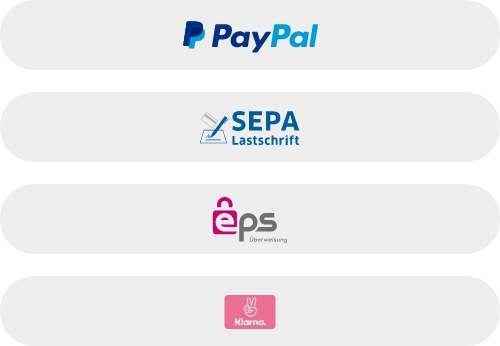 PayPal
SEPA
Lastschrift
eps
Überweisung
Klarna.